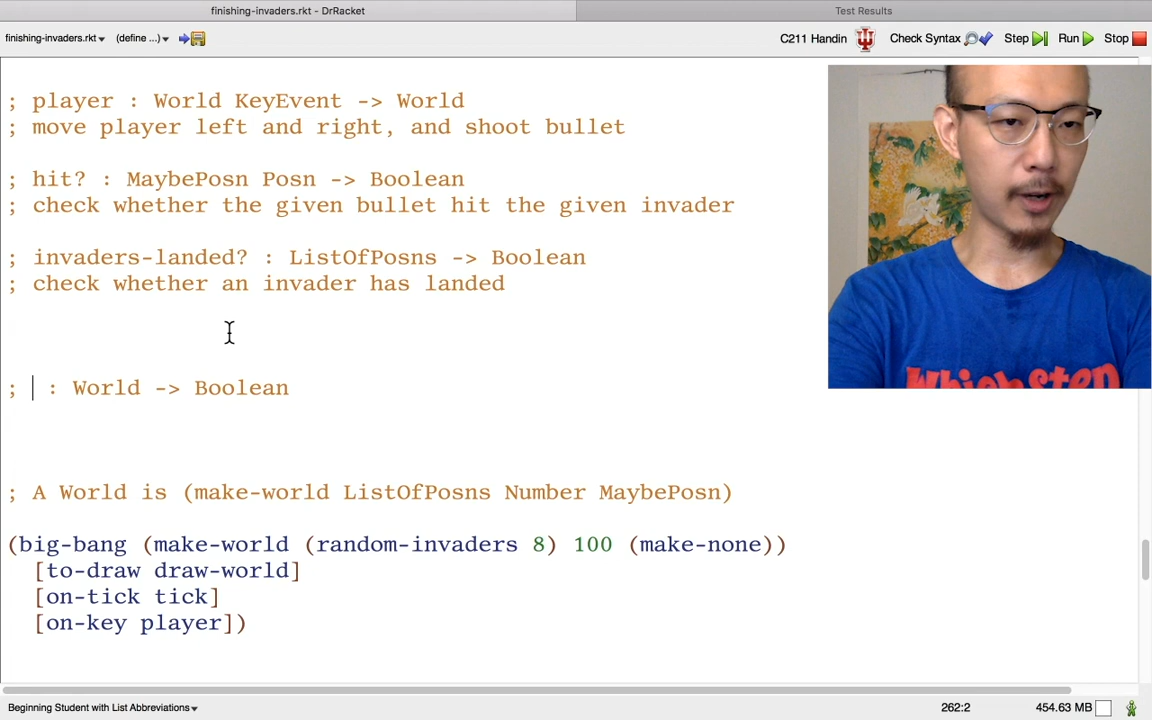 finishing-invaders.rkt - DrRacket
Test Results
finishing-invaders.rkt (define ...) C211 Handin Check Syntax Step Run Stop
; player : World KeyEvent -> World
; move player left and right, and shoot bullet
; hit? : MaybePosn Posn -> Boolean
; check whether the given bullet hit the given invader
; invaders-landed? : ListOfPosns -> Boolean
; check whether an invader has landed
; : World -> Boolean
; A World is (make-world ListOfPosns Number MaybePosn)
(big-bang (make-world (random-invaders 8) 100 (make-none))
[to-draw draw-world]
[on-tick tick]
[on-key player])
Which step
Beginning Student with List Abbreviations 262:2 454.63 MB